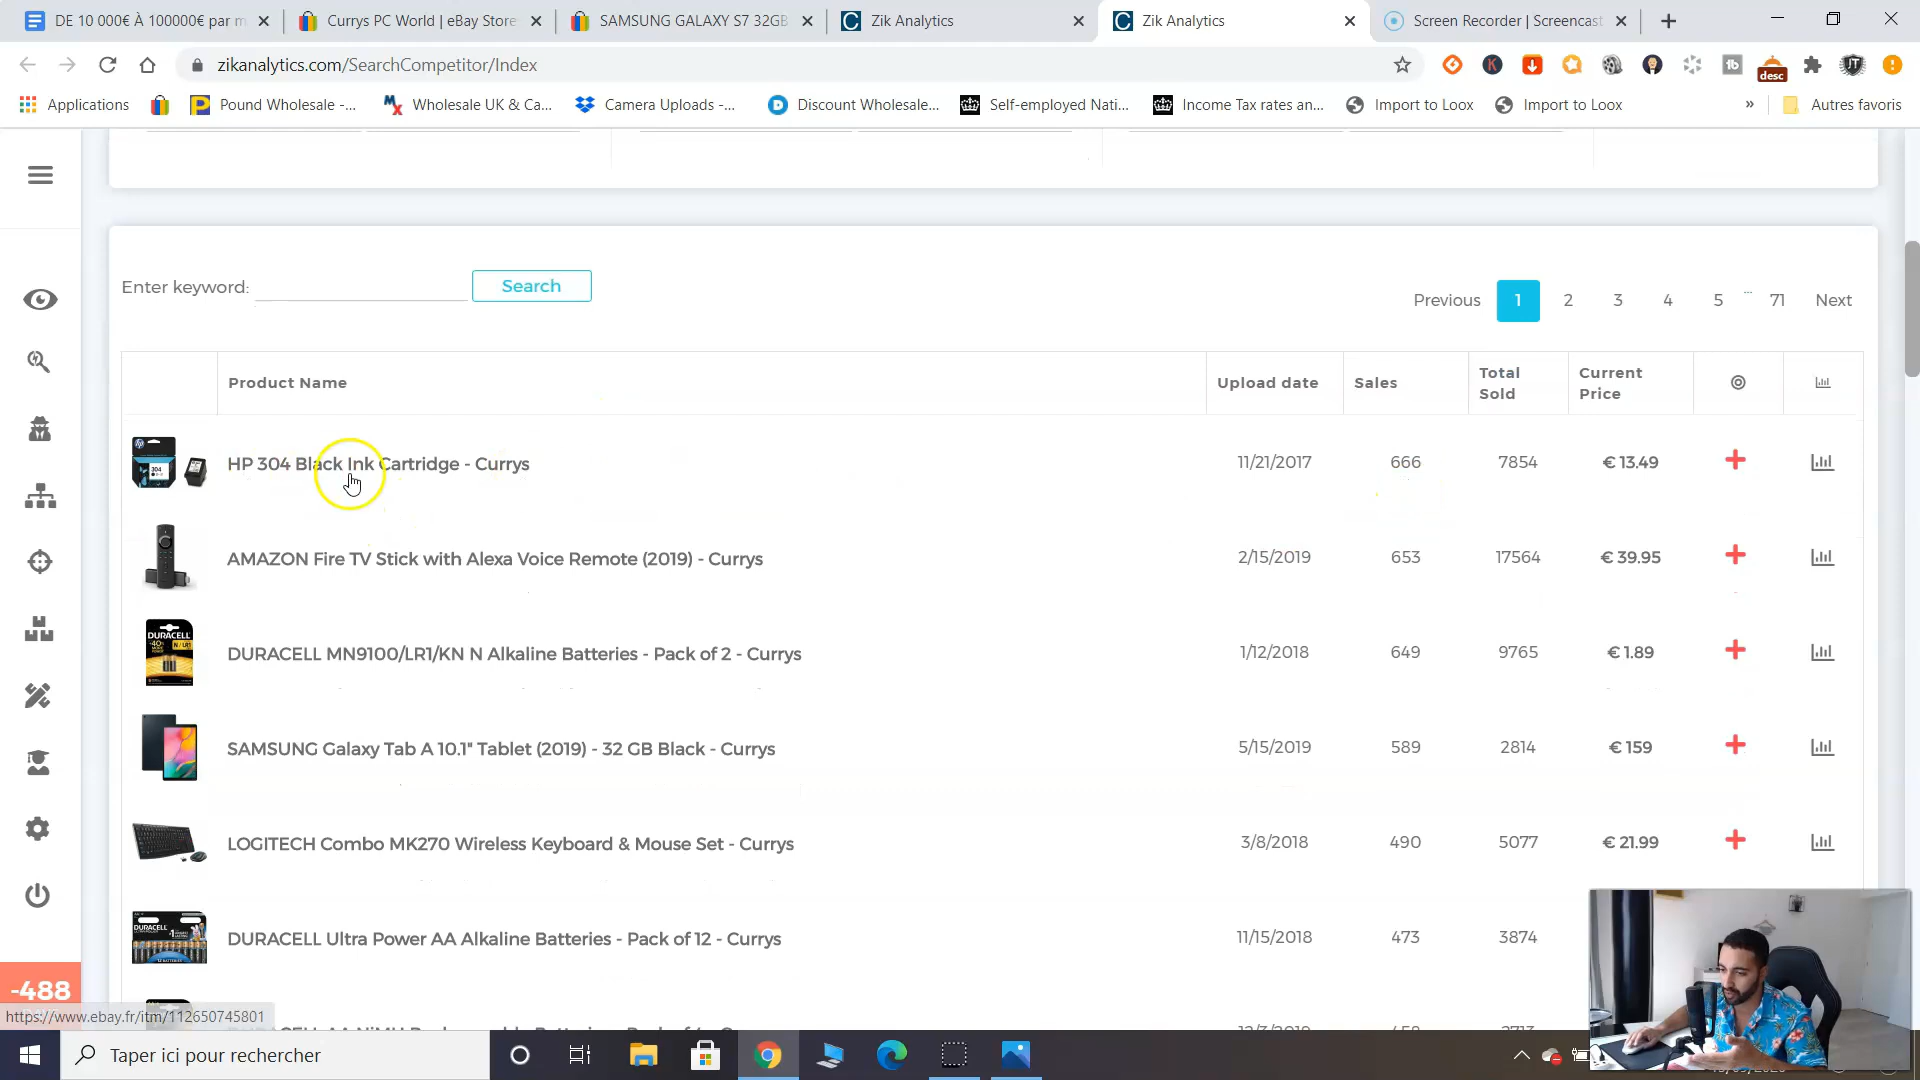 DE 10 000€ À 100000€ par m
Currys PC World | eBay Store
SAMSUNG GALAXY S7 32GB
Zik Analytics
Zik Analytics
Screen Recorder | Screencast
zikanalytics.com/SearchCompetitor/Index
desc
Applications
Pound Wholesale -...
Wholesale UK & Ca...
Camera Uploads -...
Discount Wholesale...
Self-employed Nati...
Income Tax rates an...
Import to Loox
Import to Loox
»
Autres favoris
Enter keyword:
Search
Previous 1 2 3 4 5 ... 71 Next
Product Name Upload date Sales Total Sold Current Price
HP 304 Black Ink Cartridge - Currys 11/21/2017 666 7854 € 13.49
AMAZON Fire TV Stick with Alexa Voice Remote (2019) - Currys 2/15/2019 653 17564 € 39.95
DURACELL MN9100/LR1/KN N Alkaline Batteries - Pack of 2 - Currys 1/12/2018 649 9765 € 1.89
SAMSUNG Galaxy Tab A 10.1" Tablet (2019) - 32 GB Black - Currys 5/15/2019 589 2814 € 159
LOGITECH Combo MK270 Wireless Keyboard & Mouse Set - Currys 3/8/2018 490 5077 € 21.99
DURACELL Ultra Power AA Alkaline Batteries - Pack of 12 - Currys 11/15/2018 473 3874
-488
https://www.ebay.fr/itm/112650745801
Taper ici pour rechercher